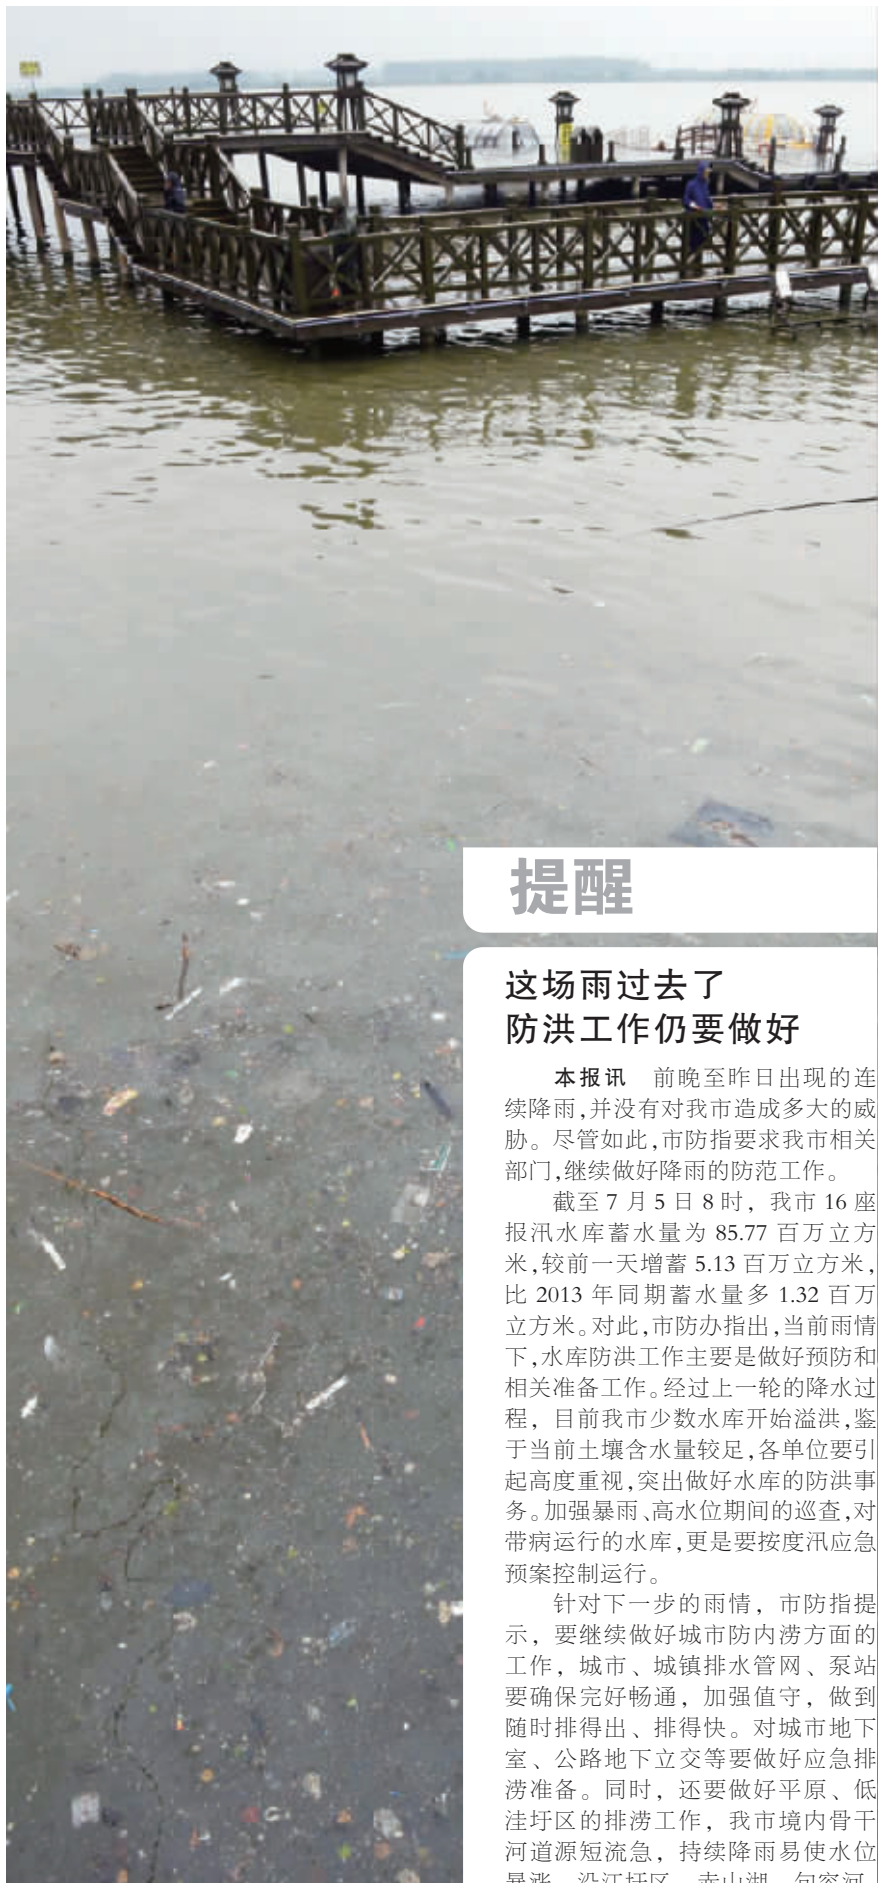 提醒
这场雨过去了
防洪工作仍要做好
本报讯 前晚至昨日出现的连
续降雨,并没有对我市造成多大的威
胁。尽管如此,市防指要求我市相关
部门,继续做好降雨的防范工作。
截至 7 月 5 日 8 时，我市 16 座
报汛水库蓄水量为 85.77 百万立方
米,较前一天增蓄 5.13 百万立方米,
比 2013 年同期蓄水量多 1.32 百万
立方米。对此,市防办指出,当前雨情
下,水库防洪工作主要是做好预防和
相关准备工作。经过上一轮的降水过
程，目前我市少数水库开始溢洪,鉴
于当前土壤含水量较足,各单位要引
起高度重视,突出做好水库的防洪事
务。加强暴雨、高水位期间的巡查,对
带病运行的水库,更是要按度汛应急
预案控制运行。
针对下一步的雨情，市防指提
示，要继续做好城市防内涝方面的
工作，城市、城镇排水管网、泵站
要确保完好畅通，加强值守，做到
随时排得出、排得快。对城市地下
室、公路地下立交等要做好应急排
涝准备。同时，还要做好平原、低
洼圩区的排涝工作，我市境内骨干
河道源短流急，持续降雨易使水位
暴涨，沿江圩区、赤山湖、句容河